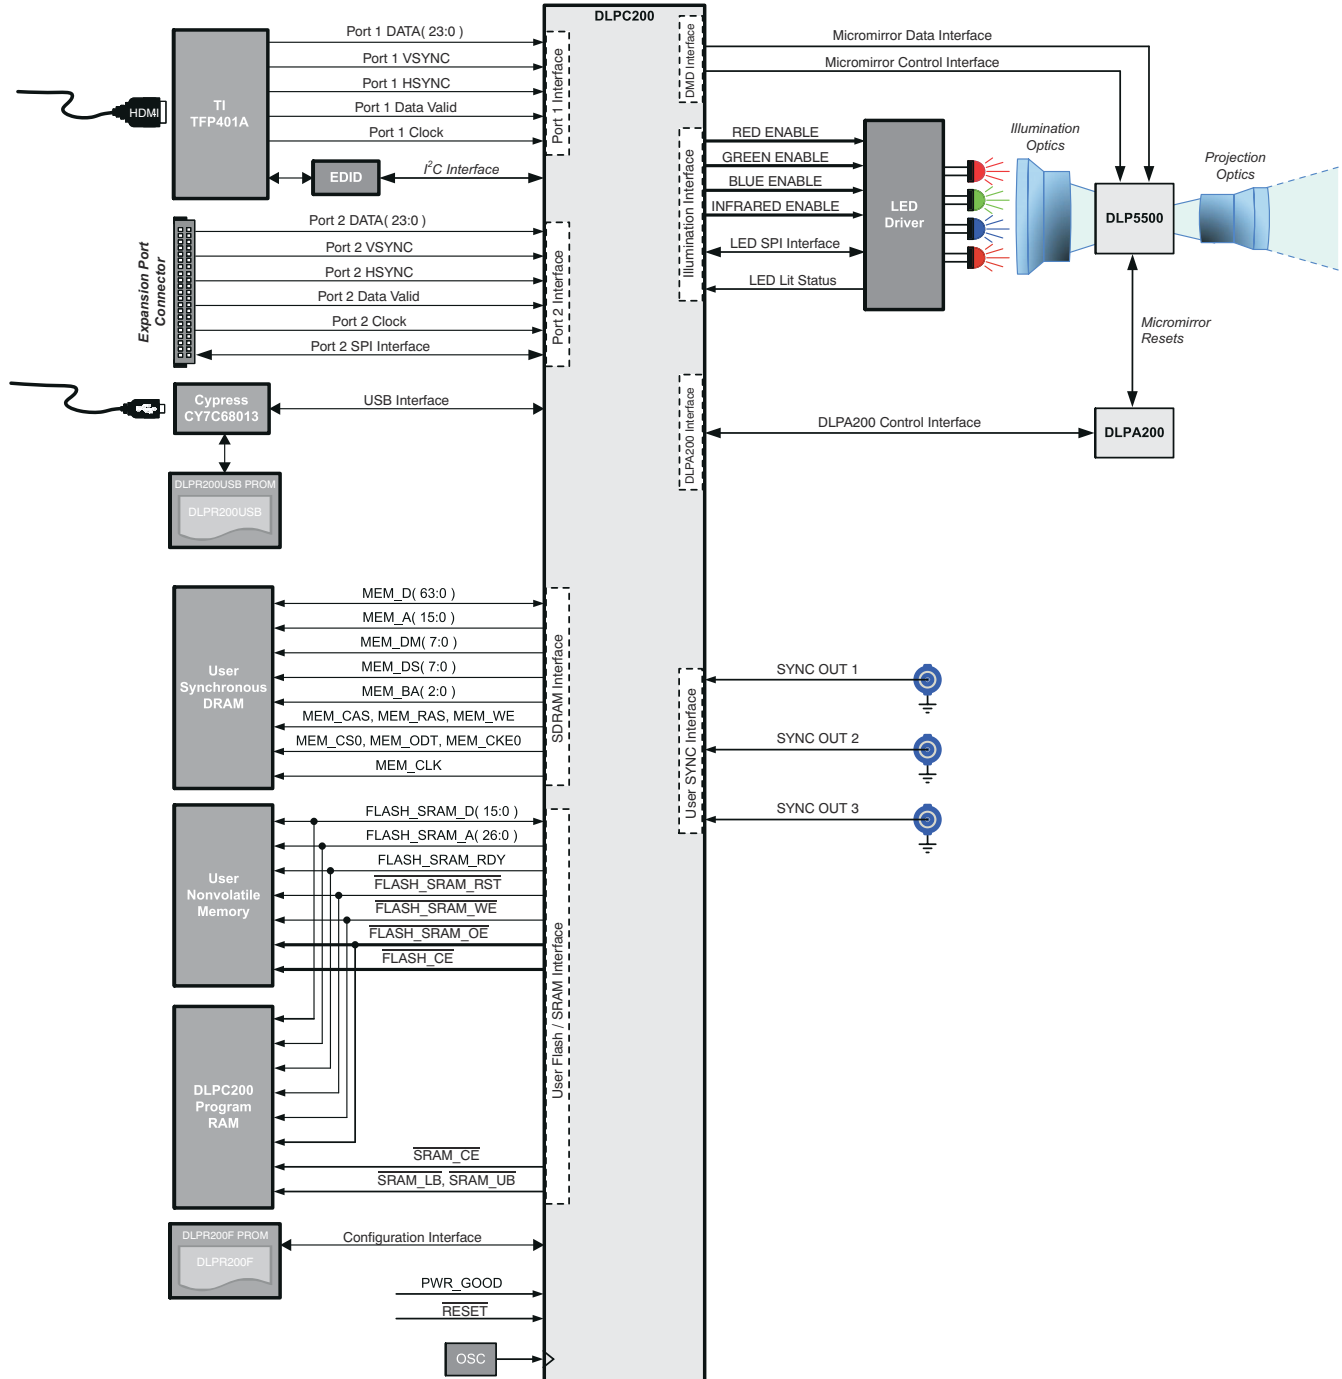 DLPC200
Port 1 DATA( 23:0 )
Port 1 VSYNC
Port 1 HSYNC
Port 1 Data Valid
Port 1 Clock
HDMI
TI
TFP401A
EDID
I²C Interface
Port 1 Interface
Port 2 DATA( 23:0 )
Port 2 VSYNC
Port 2 HSYNC
Port 2 Data Valid
Port 2 Clock
Port 2 SPI Interface
Expansion Port
Connector
Port 2 Interface
Cypress
CY7C68013
USB Interface
DLPR200USB PROM
DLPR200USB
DMD Interface
Micromirror Data Interface
Micromirror Control Interface
Illumination Interface
RED ENABLE
GREEN ENABLE
BLUE ENABLE
INFRARED ENABLE
LED SPI Interface
LED Lit Status
LED
Driver
Illumination
Optics
Projection
Optics
DLP5500
Micromirror
Resets
DLPA200 Interface
DLPA200 Control Interface
DLPA200
User
Synchronous
DRAM
MEM_D( 63:0 )
MEM_A( 15:0 )
MEM_DM( 7:0 )
MEM_DS( 7:0 )
MEM_BA( 2:0 )
MEM_CAS, MEM_RAS, MEM_WE
MEM_CS0, MEM_ODT, MEM_CKE0
MEM_CLK
SDRAM Interface
User SYNC Interface
SYNC OUT 1
SYNC OUT 2
SYNC OUT 3
User
Nonvolatile
Memory
FLASH_SRAM_D( 15:0 )
FLASH_SRAM_A( 26:0 )
FLASH_SRAM_RDY
FLASH_SRAM_RST
FLASH_SRAM_WE
FLASH_SRAM_OE
FLASH_CE
User Flash / SRAM Interface
DLPC200
Program
RAM
SRAM_CE
SRAM_LB, SRAM_UB
DLPR200F PROM
DLPR200F
Configuration Interface
PWR_GOOD
RESET
OSC